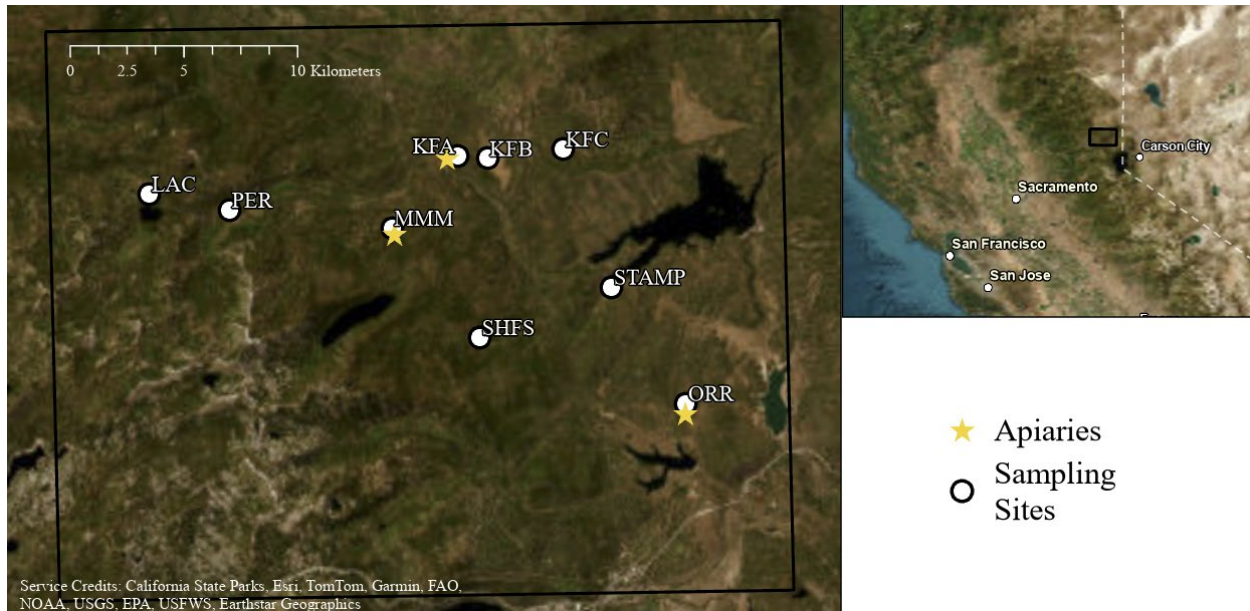 0 2.5 5 10 Kilometers
KFA
KFB
KFC
LAC
PER
MMM
STAMP
SHFS
ORR
Service Credits: California State Parks, Esri, TomTom, Garmin, FAO,
NOAA, USGS, EPA, USFWS, Earthstar Geographics
Carson City
Sacramento
San Francisco
San Jose
Apiaries
Sampling
Sites